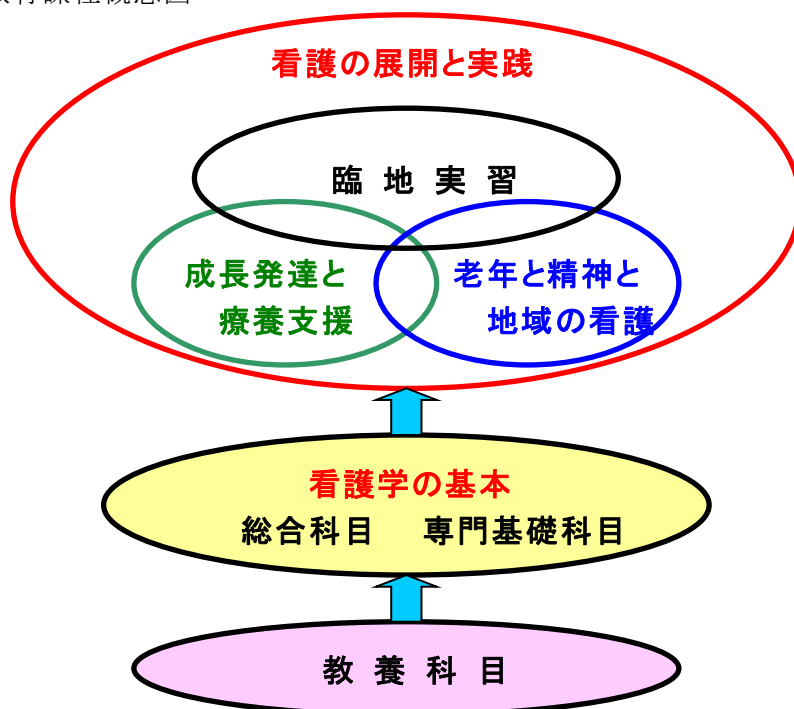 看護の展開と実践
臨 地 実 習
成長発達と
療養支援
老年と精神と
地域の看護
看護学の基本
総合科目 専門基礎科目
教 養 科 目